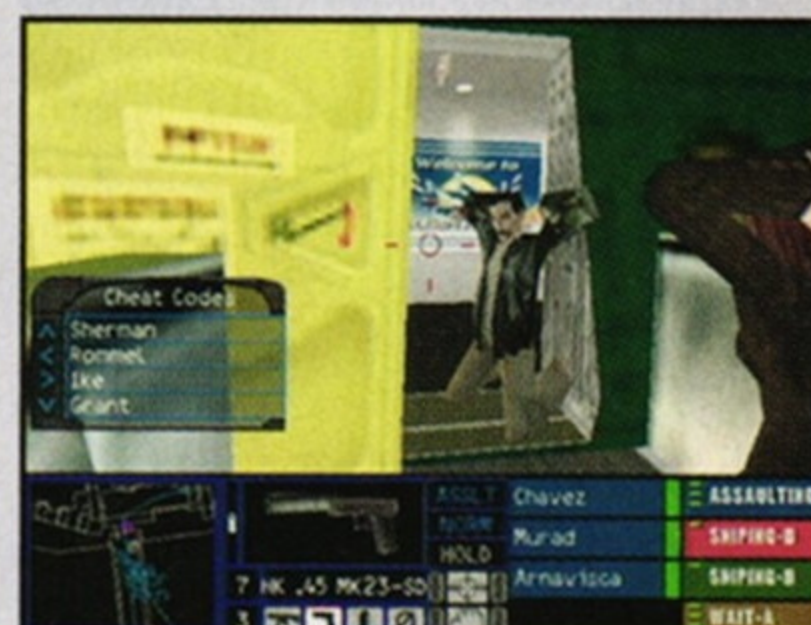 Welcome to
Cheat Codes
> Sherman
< Rommel
> Ike
< Grant
ASSLT
NORM
HOLD
7 HK .45 MK23-SD
3
Chavez
Murad
Arnavisca
ASSAULTING
SNIPING-D
SNIPING-B
WAIT-A